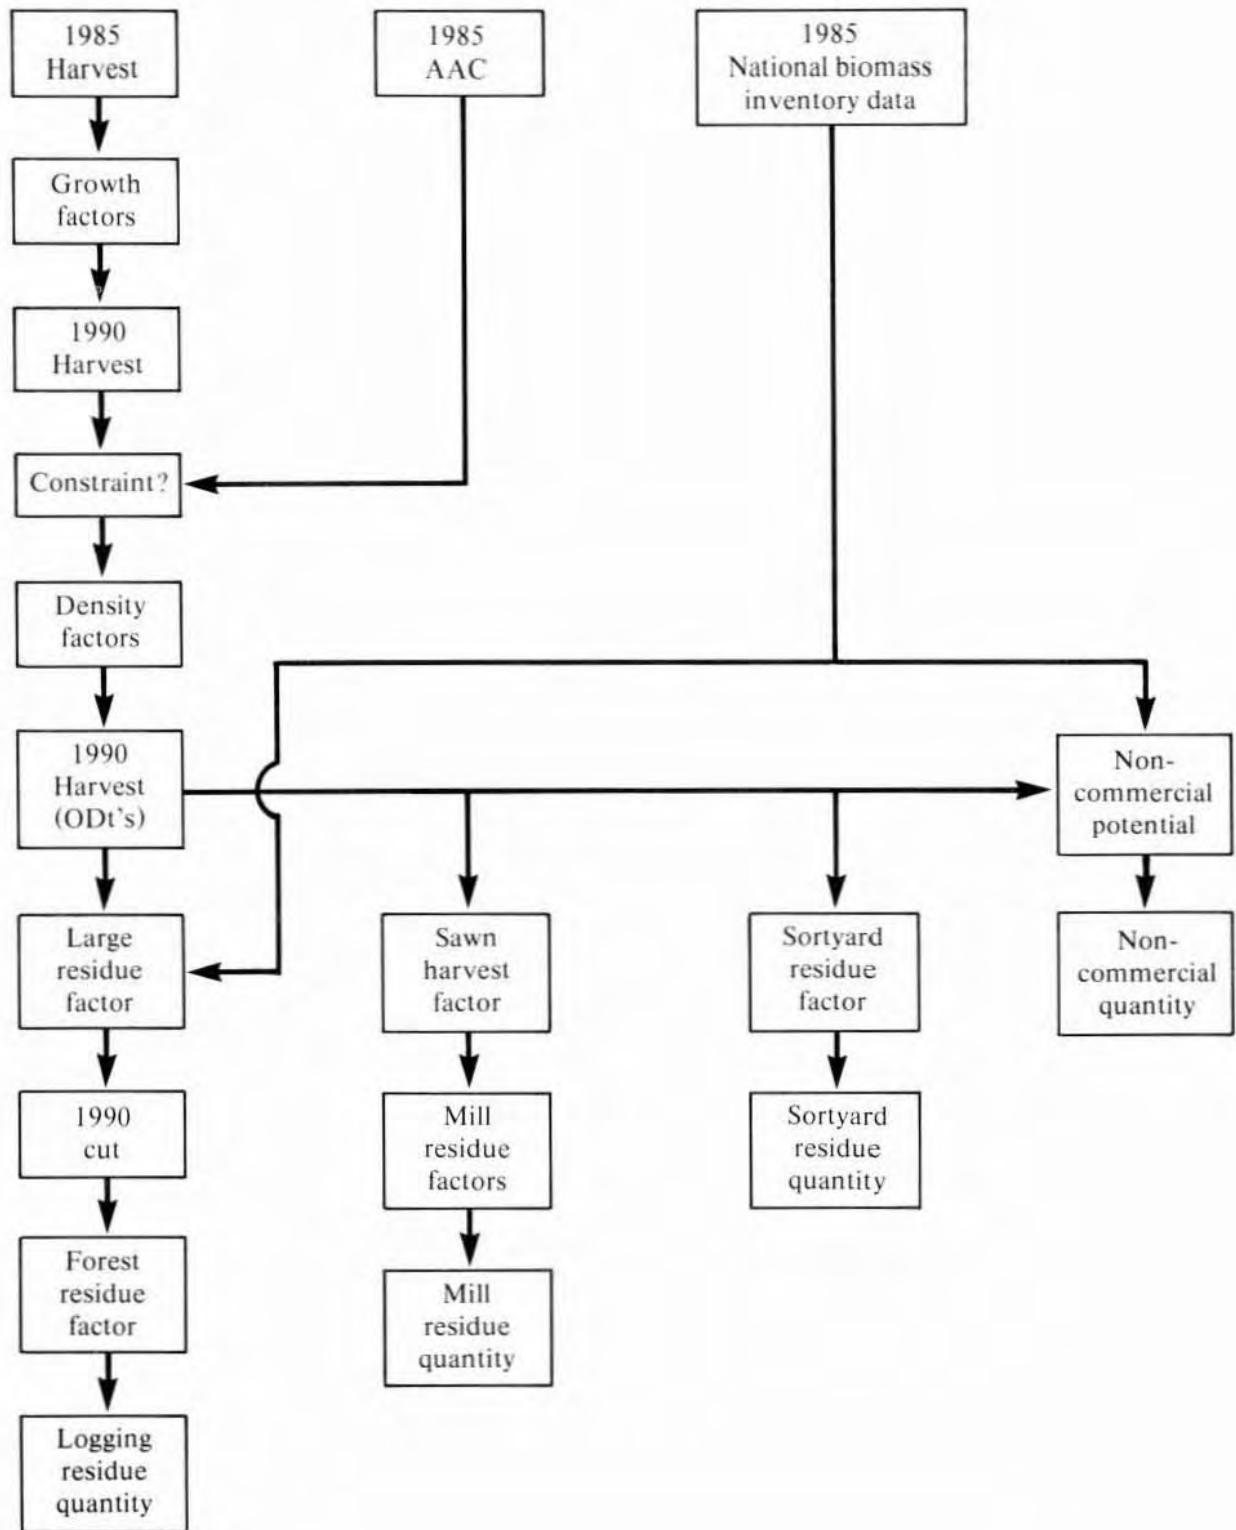 1985
Harvest
1985
AAC
1985
National biomass
inventory data
Growth
factors
1990
Harvest
Constraint?
Density
factors
1990
Harvest
(ODt's)
Non-
commercial
potential
Large
residue
factor
Sawn
harvest
factor
Sortyard
residue
factor
Non-
commercial
quantity
1990
cut
Mill
residue
factors
Sortyard
residue
quantity
Forest
residue
factor
Mill
residue
quantity
Logging
residue
quantity